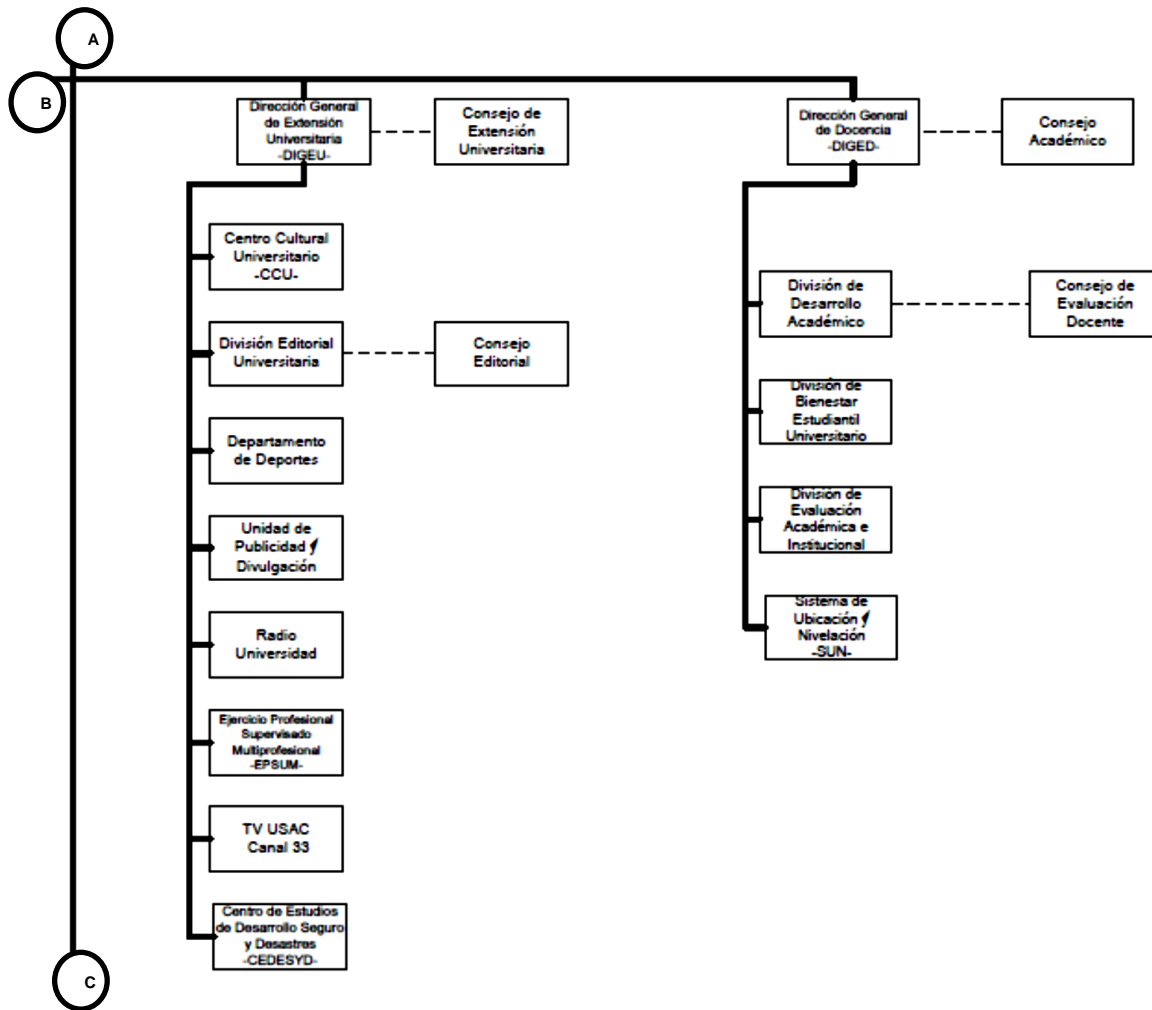 A
B
Dirección General
de Extensión
Universitaria
-DIGEU-
Consejo de
Extensión
Universitaria
Dirección General
de Docencia
-DIGED-
Consejo
Académico
Centro Cultural
Universitario
-CCU-
División Editorial
Universitaria
Consejo
Editorial
Departamento
de Deportes
Unidad de
Publicidad y
Divulgación
Radio
Universidad
Ejercicio Profesional
Supervisado
Multiprofesional
-EPSUM-
TV USAC
Canal 33
Centro de Estudios
de Desarrollo Seguro
y Desastres
-CEDESYD-
División de
Desarrollo
Académico
Consejo de
Evaluación
Docente
División de
Bienestar
Estudiantil
Universitario
División de
Evaluación
Académica e
Institucional
Sistema de
Ubicación y
Nivelación
-SUN-
C